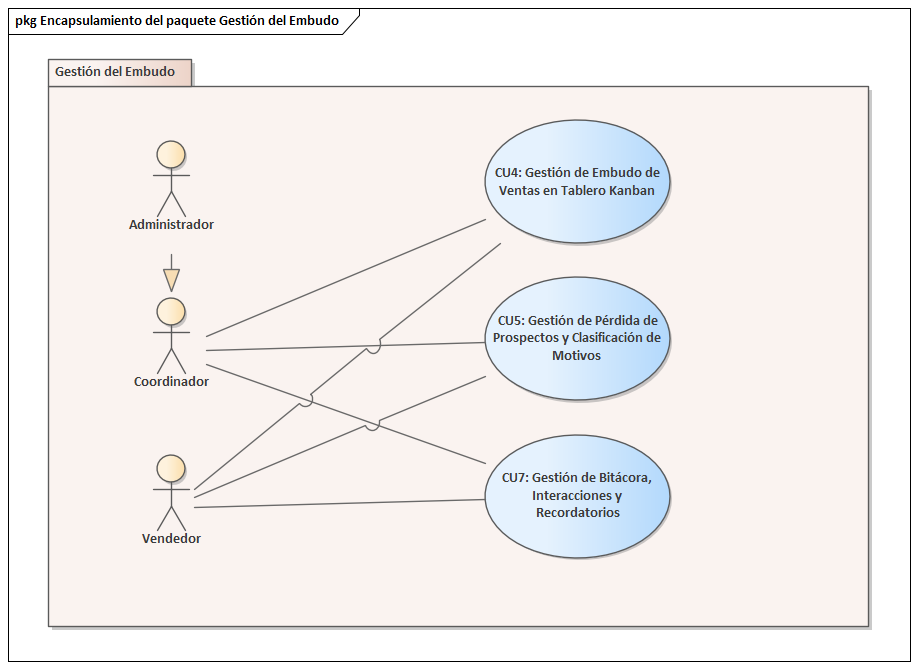 pkg Encapsulamiento del paquete Gestión del Embudo
Gestión del Embudo
Administrador
Coordinador
Vendedor
CU4: Gestión de Embudo de
Ventas en Tablero Kanban
CU5: Gestión de Pérdida de
Prospectos y Clasificación de
Motivos
CU7: Gestión de Bitácora,
Interacciones y
Recordatorios